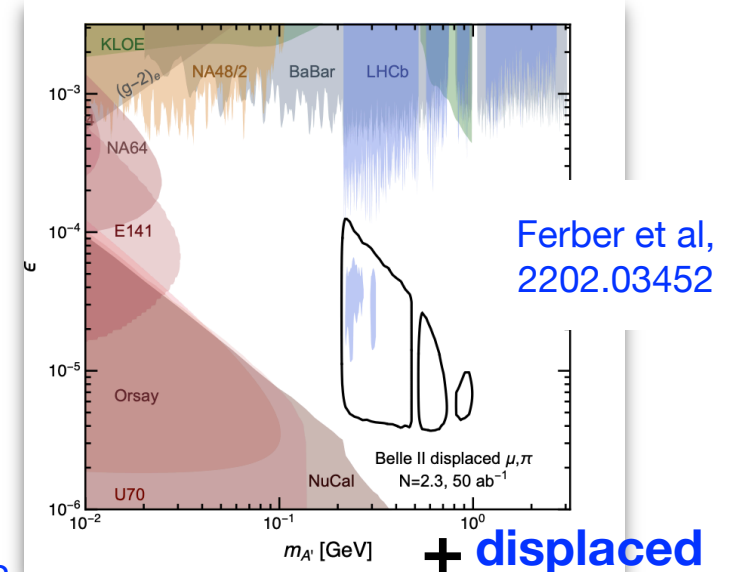 KLOE
(g−2)e
NA48/2
BaBar
LHCb
10⁻³
NA64
10⁻⁴
E141
Ferber et al,
2202.03452
ϵ
10⁻⁵
Orsay
Belle II displaced μ,π
N=2.3, 50 ab⁻¹
NuCal
U70
10⁻⁶
10⁻² 10⁻¹ 10⁰
mA' [GeV]
+ displaced